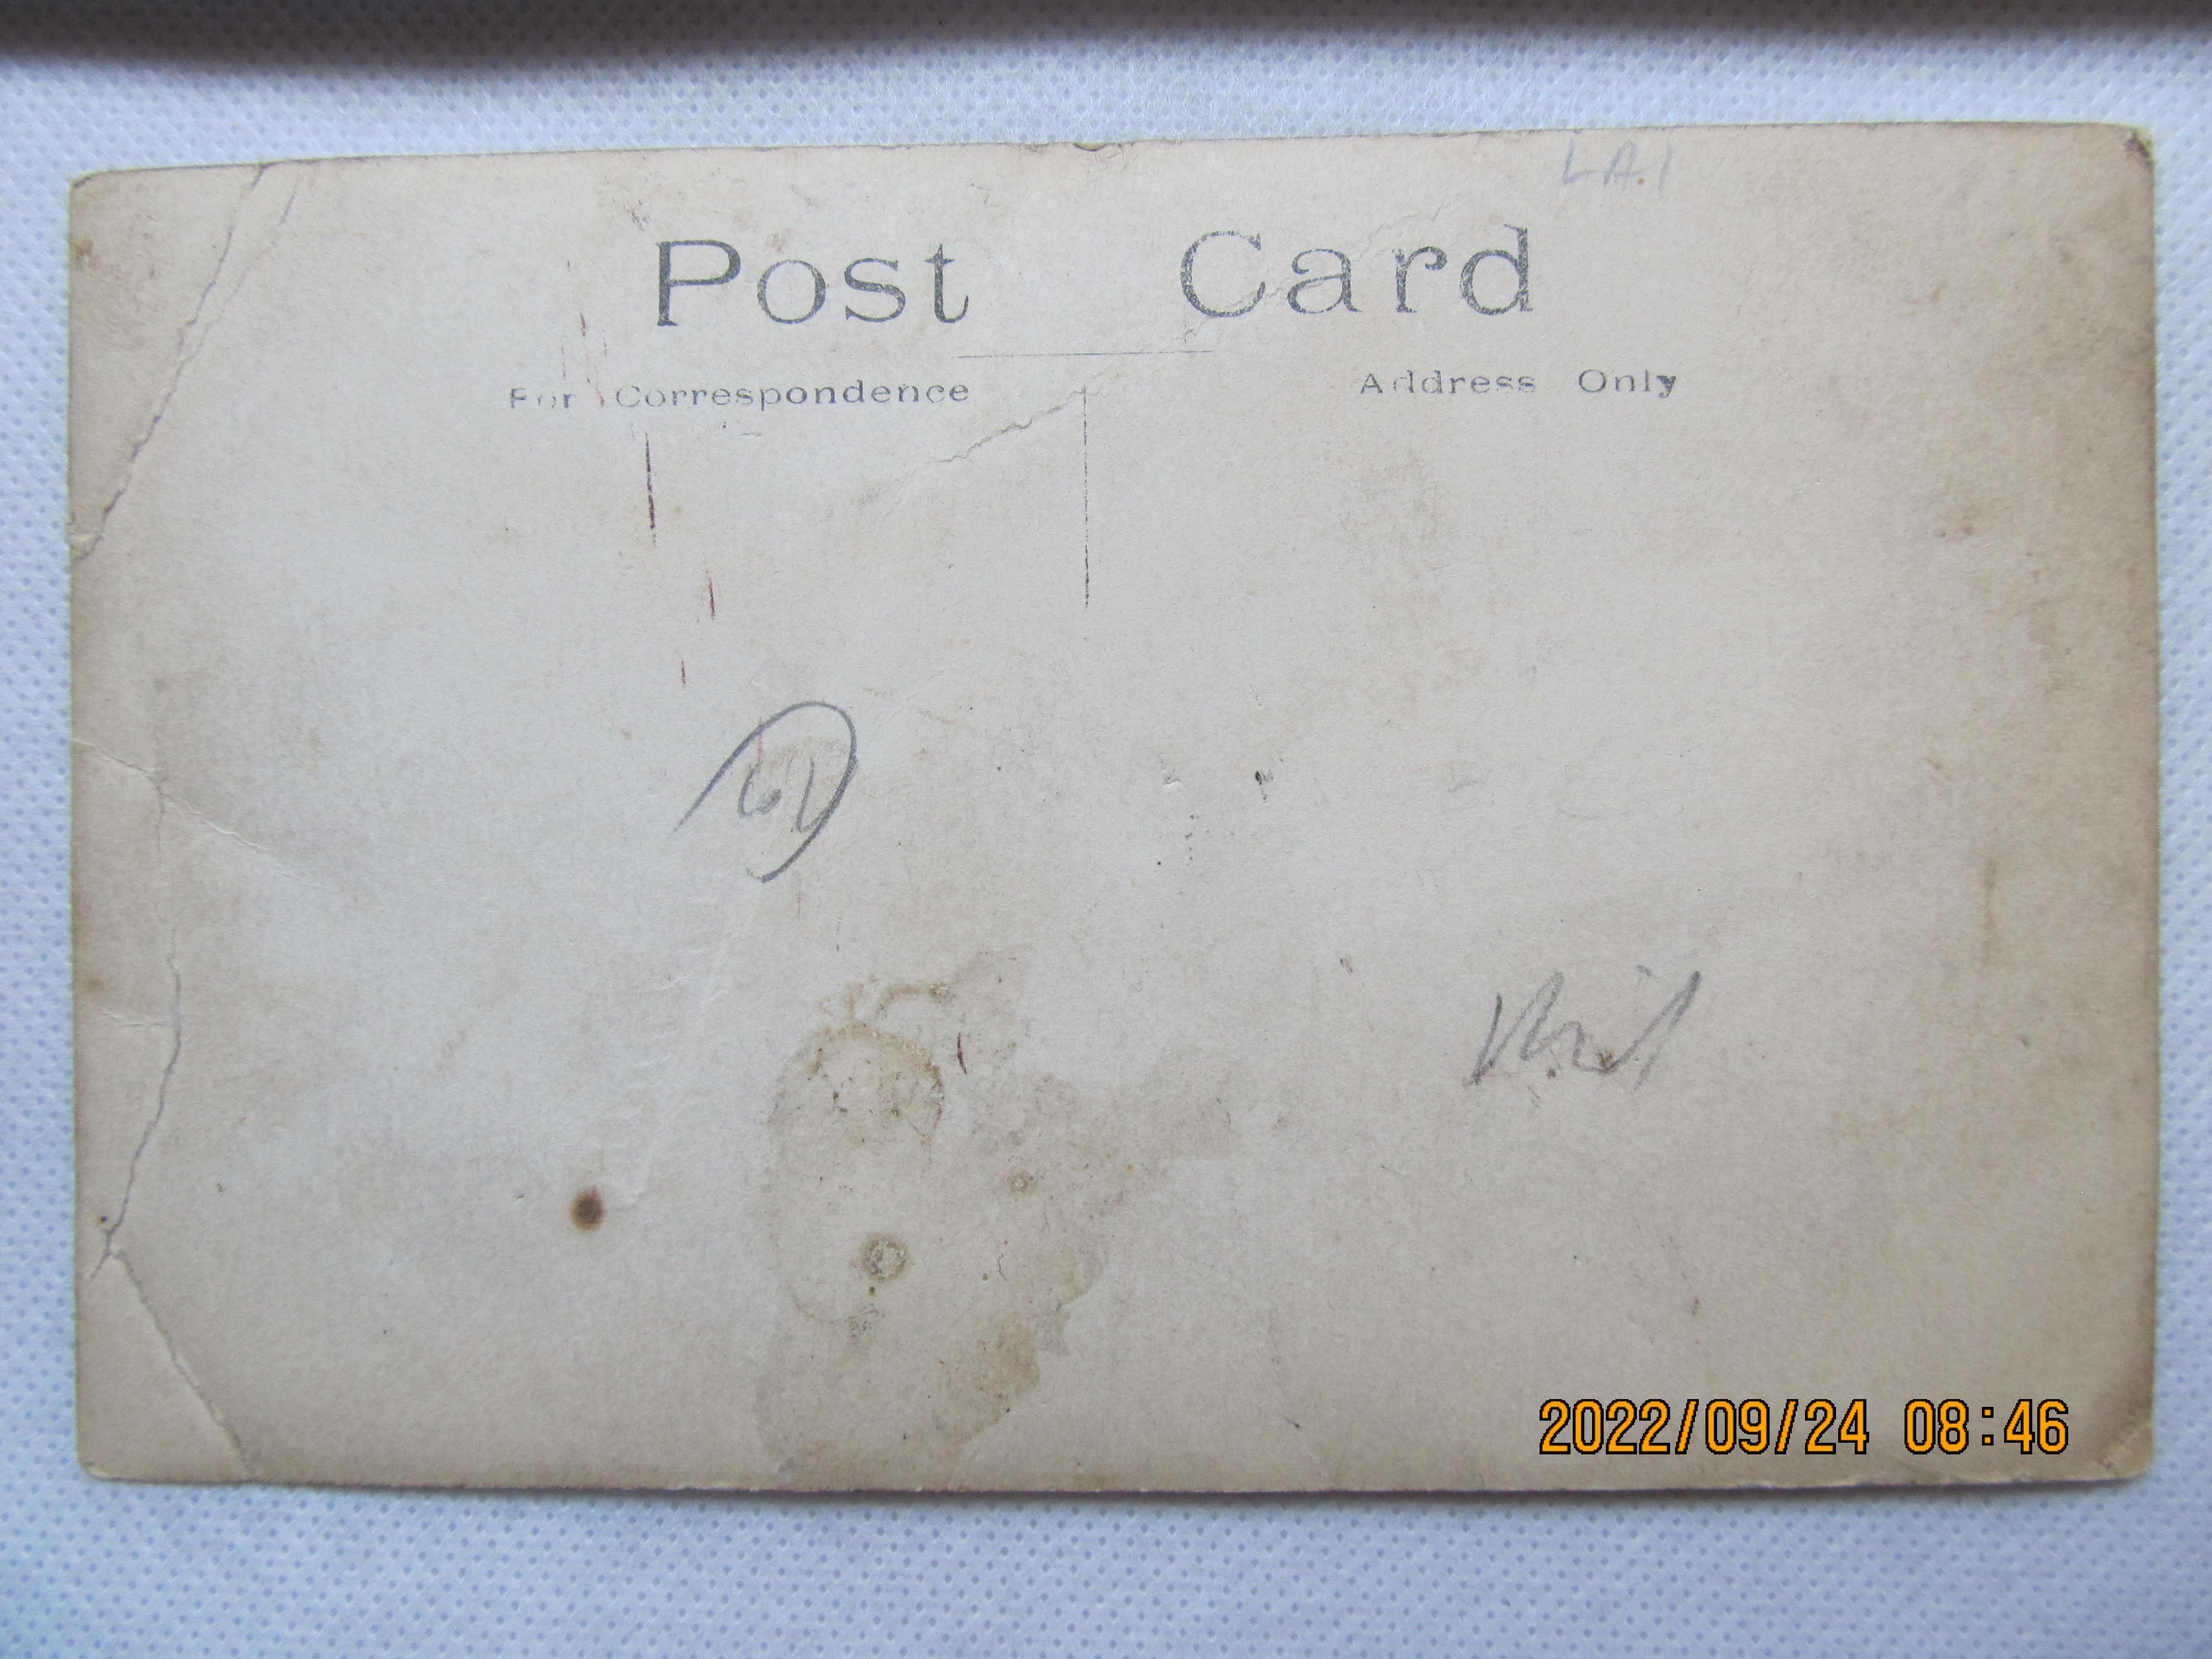 LA.1
Post Card
For Correspondence
Address Only
2022/09/24 08:46